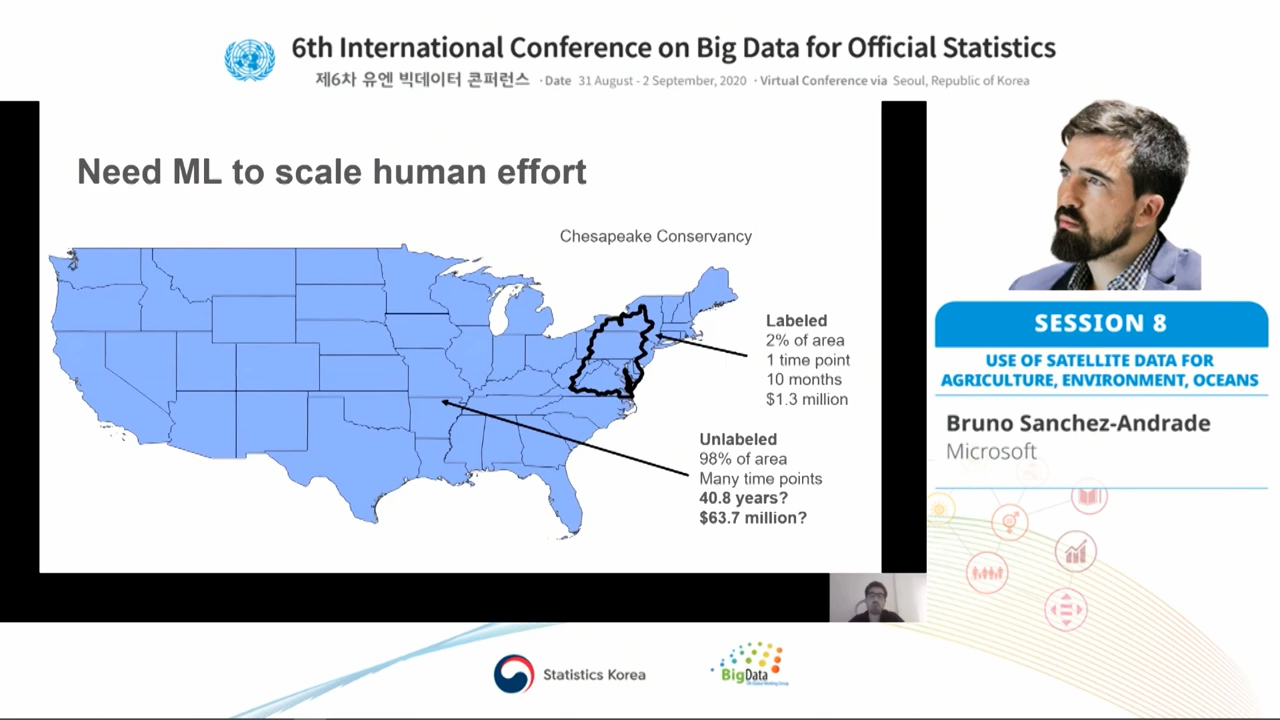 6th International Conference on Big Data for Official Statistics
제6차 유엔 빅데이터 콘퍼런스 · Date 31 August - 2 September, 2020 · Virtual Conference via Seoul, Republic of Korea
Need ML to scale human effort
Chesapeake Conservancy
Labeled
2% of area
1 time point
10 months
$1.3 million
Unlabeled
98% of area
Many time points
40.8 years?
$63.7 million?
SESSION 8
USE OF SATELLITE DATA FOR
AGRICULTURE, ENVIRONMENT, OCEANS
Bruno Sanchez-Andrade
Microsoft
Statistics Korea
BigData
UN Global Working Group